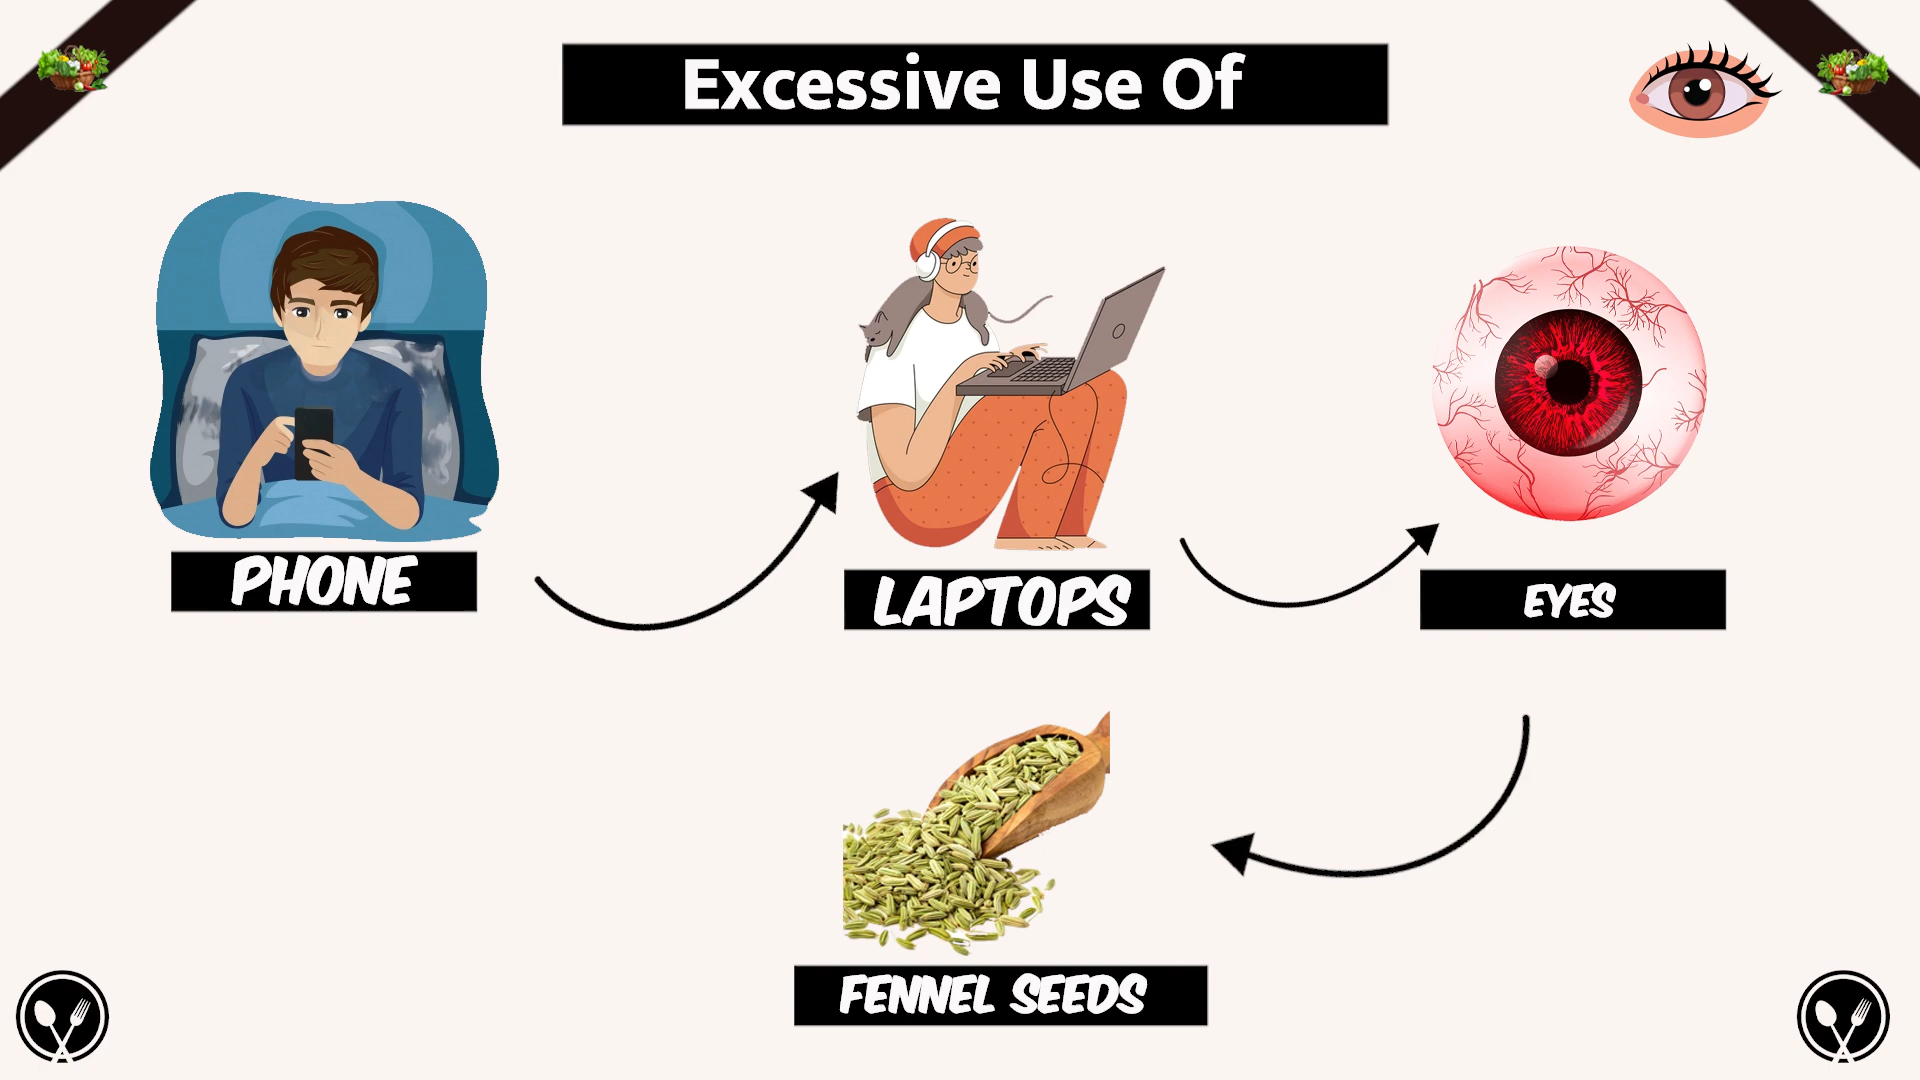 Excessive Use Of
PHONE
LAPTOPS
EYES
FENNEL SEEDS